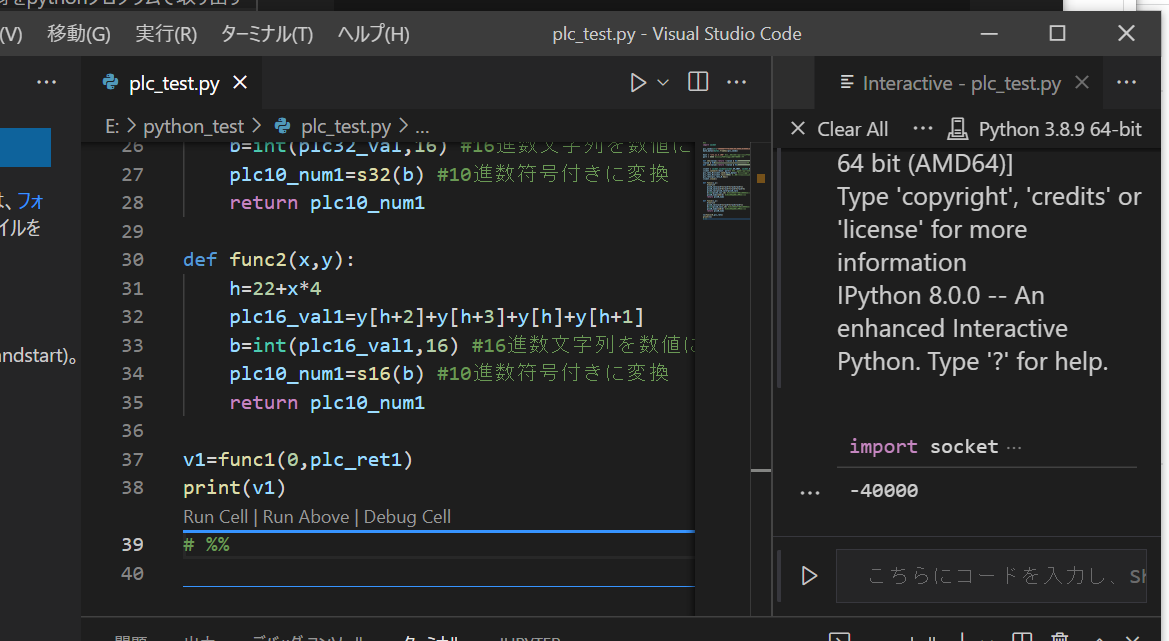 (V) 移動(G) 実行(R) ターミナル(T) ヘルプ(H) plc_test.py - Visual Studio Code
plc_test.py
Interactive - plc_test.py
E: > python_test > plc_test.py > ...
Clear All ... Python 3.8.9 64-bit
、フォ
イルを
andstart)。
26 b=int(plc32_val,16) #16進数文字列を数値に
27 plc10_num1=s32(b) #10進数符号付きに変換
28 return plc10_num1
29
30 def func2(x,y):
31 h=22+x*4
32 plc16_val1=y[h+2]+y[h+3]+y[h]+y[h+1]
33 b=int(plc16_val1,16) #16進数文字列を数値に
34 plc10_num1=s16(b) #10進数符号付きに変換
35 return plc10_num1
36
37 v1=func1(0,plc_ret1)
38 print(v1)
Run Cell | Run Above | Debug Cell
39 # %%
40
64 bit (AMD64)]
Type 'copyright', 'credits' or
'license' for more
information
IPython 8.0.0 -- An
enhanced Interactive
Python. Type '?' for help.
import socket ...
... -40000
こちらにコードを入力し、